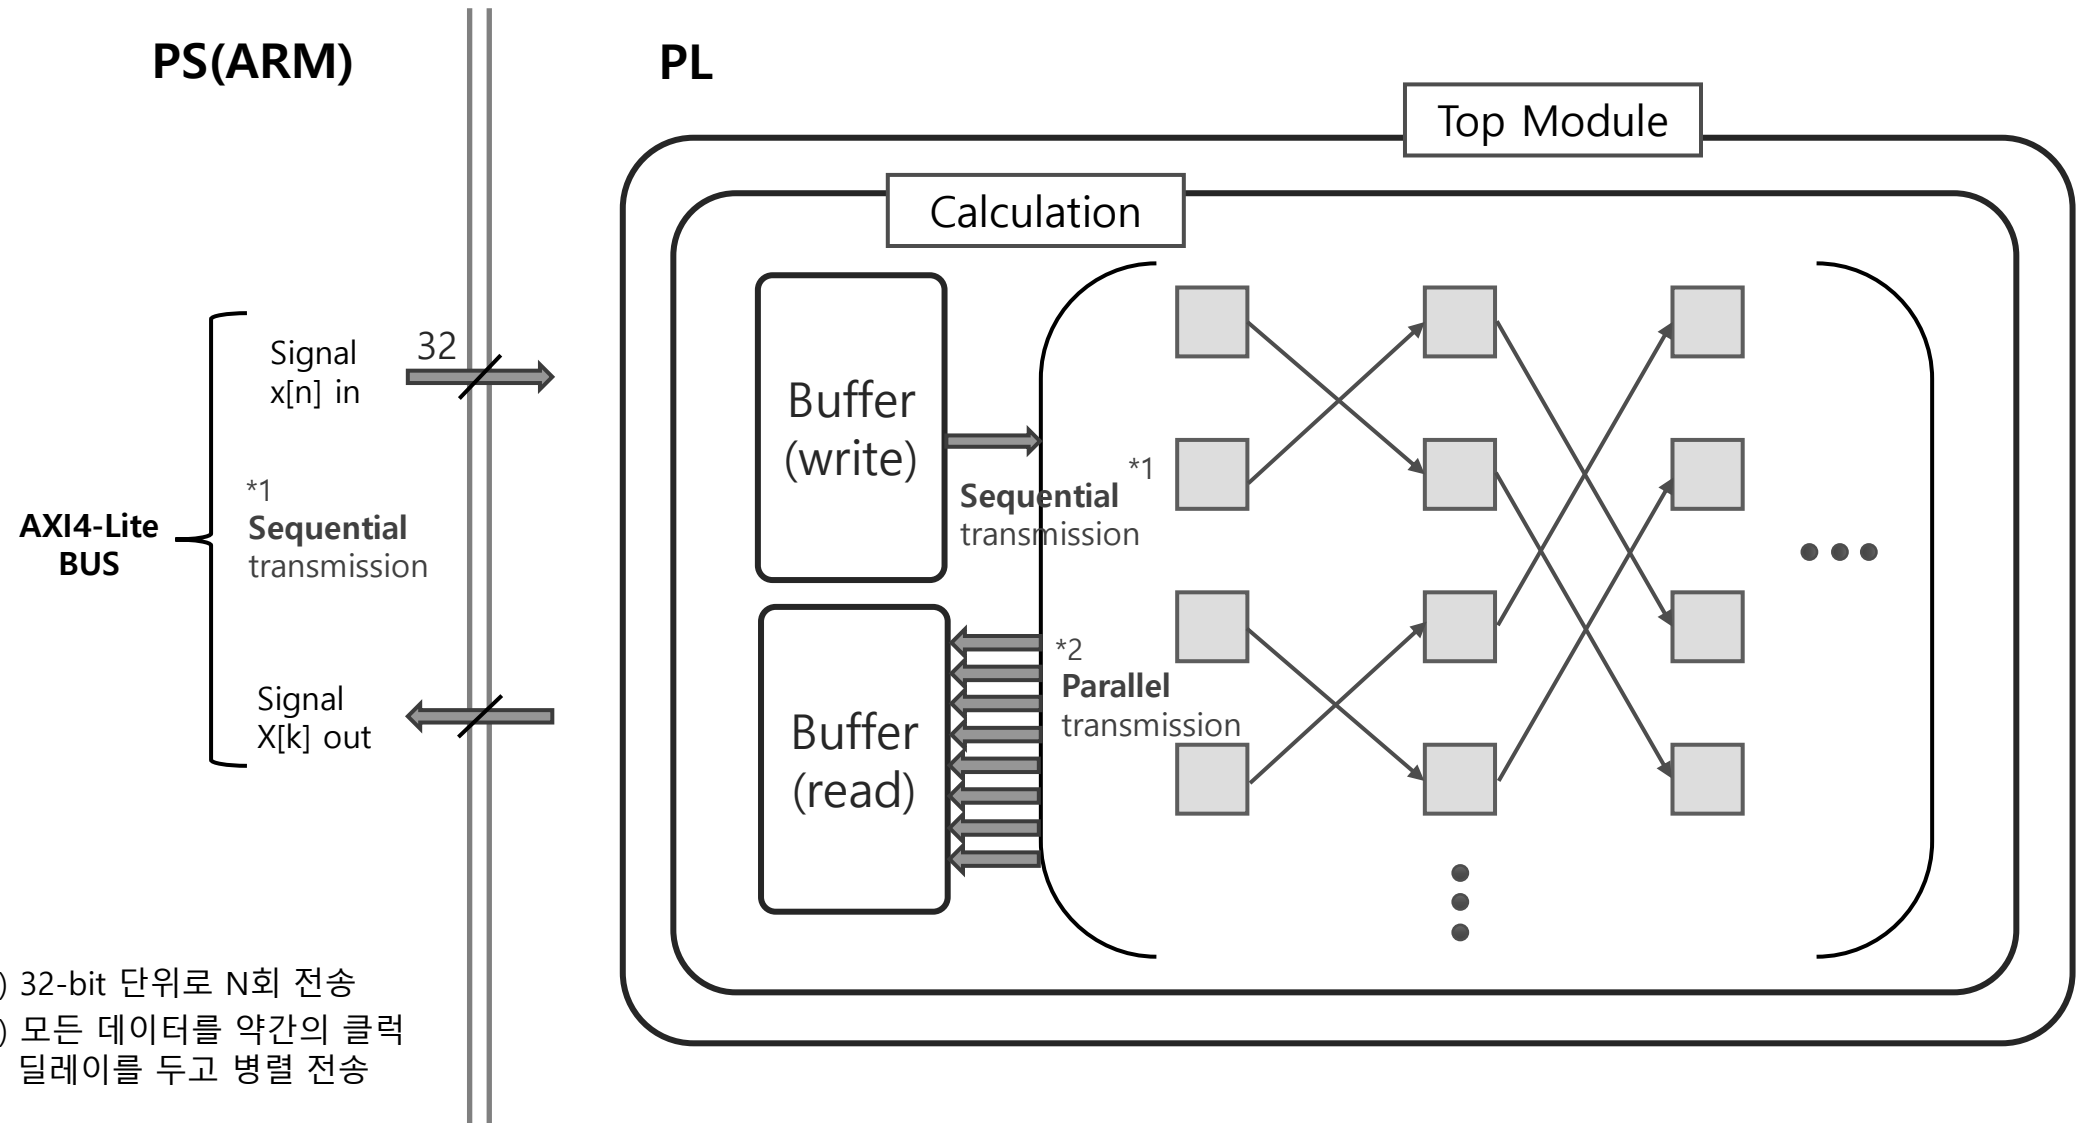 PS(ARM)
PL
Top Module
Calculation
Signal
x[n] in
32
Buffer
(write)
*1
Sequential
transmission
AXI4-Lite
BUS
*1
Sequential
transmission
*2
Parallel
transmission
Signal
X[k] out
Buffer
(read)
) 32-bit 단위로 N회 전송
) 모든 데이터를 약간의 클럭
딜레이를 두고 병렬 전송